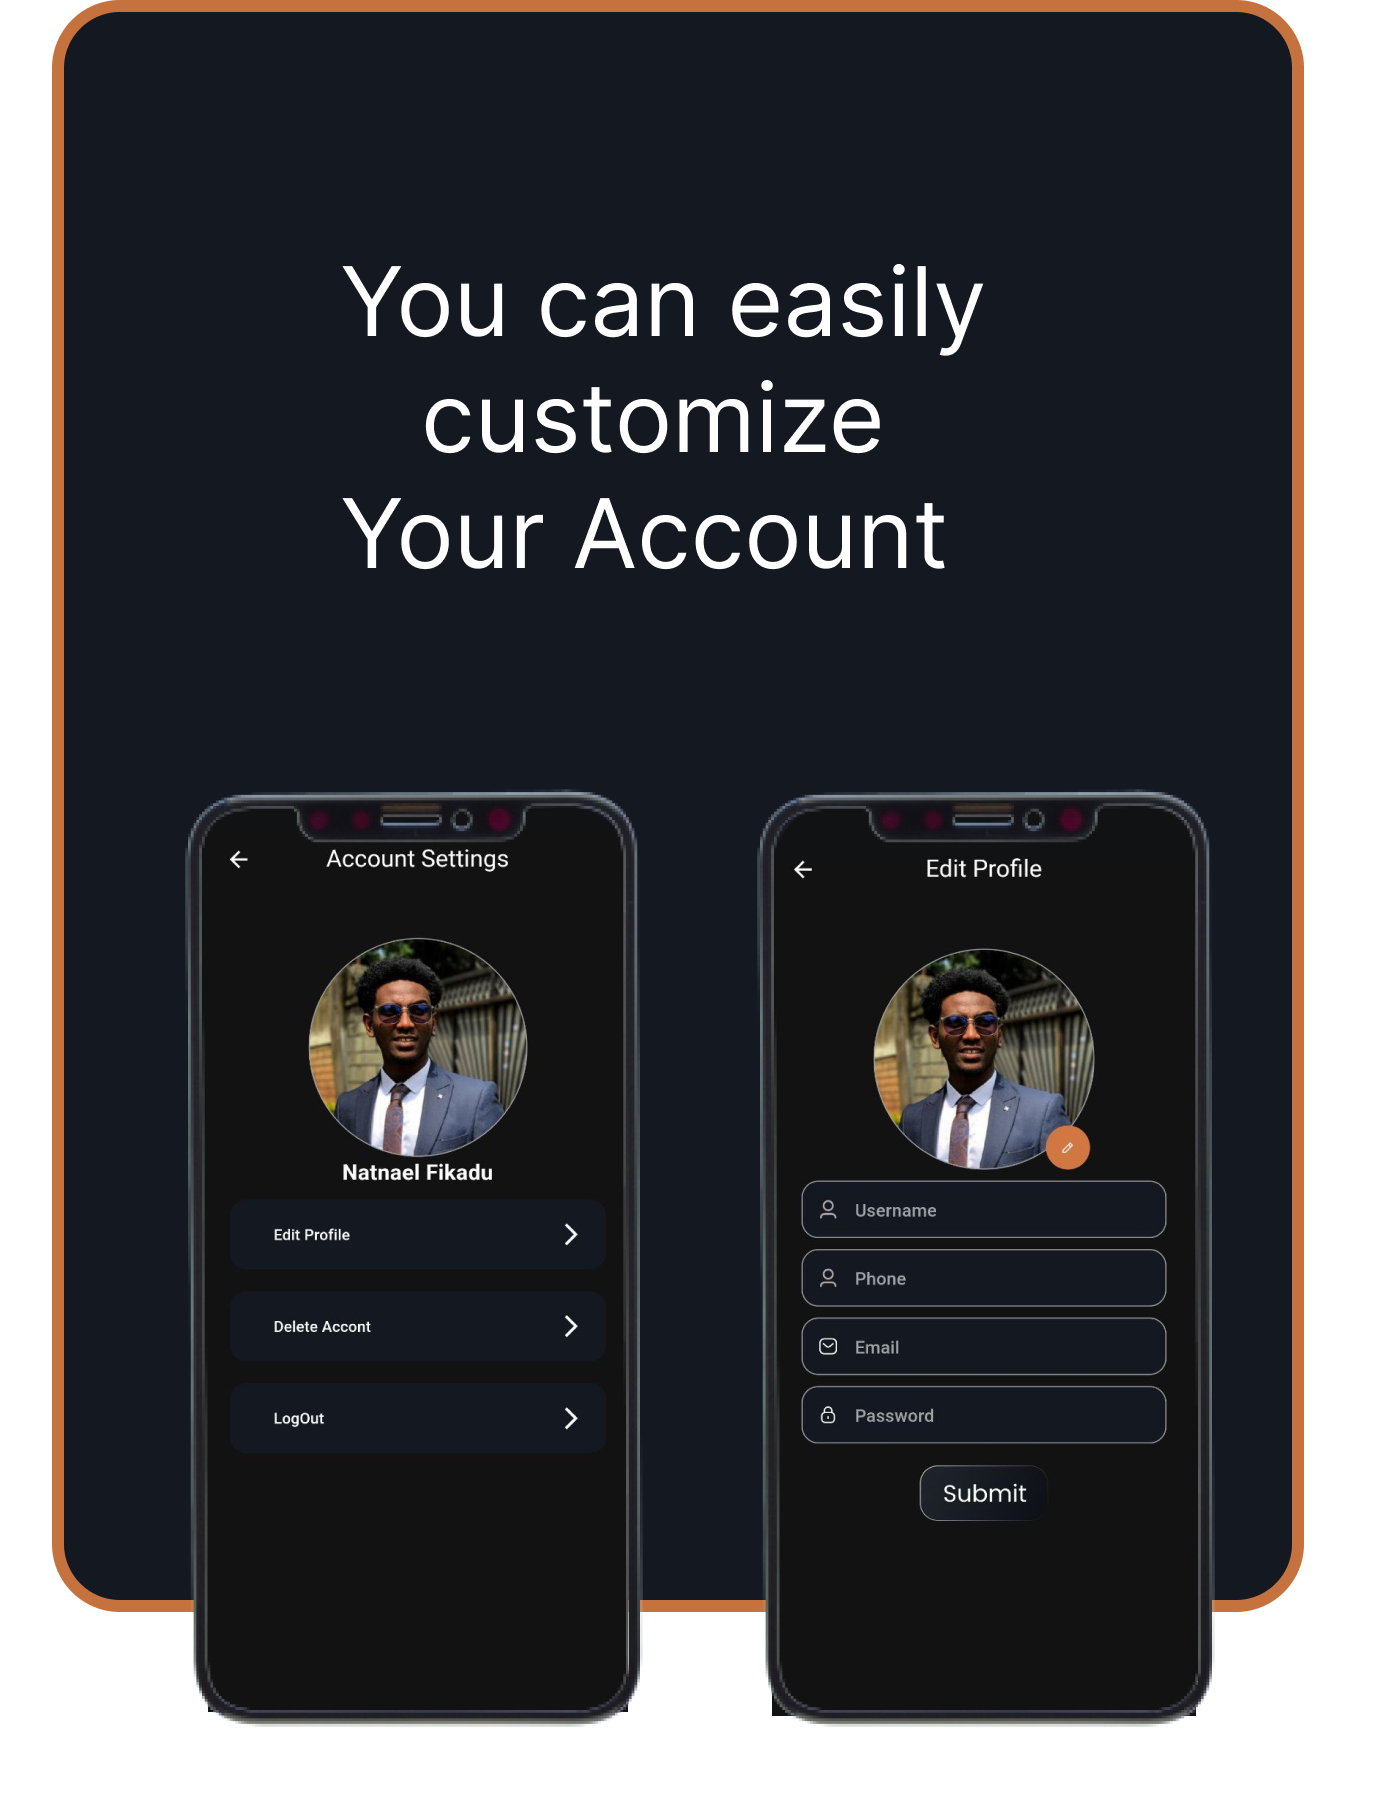 You can easily
customize
Your Account
Account Settings
Natnael Fikadu
Edit Profile
Delete Accont
LogOut
Edit Profile
Username
Phone
Email
Password
Submit